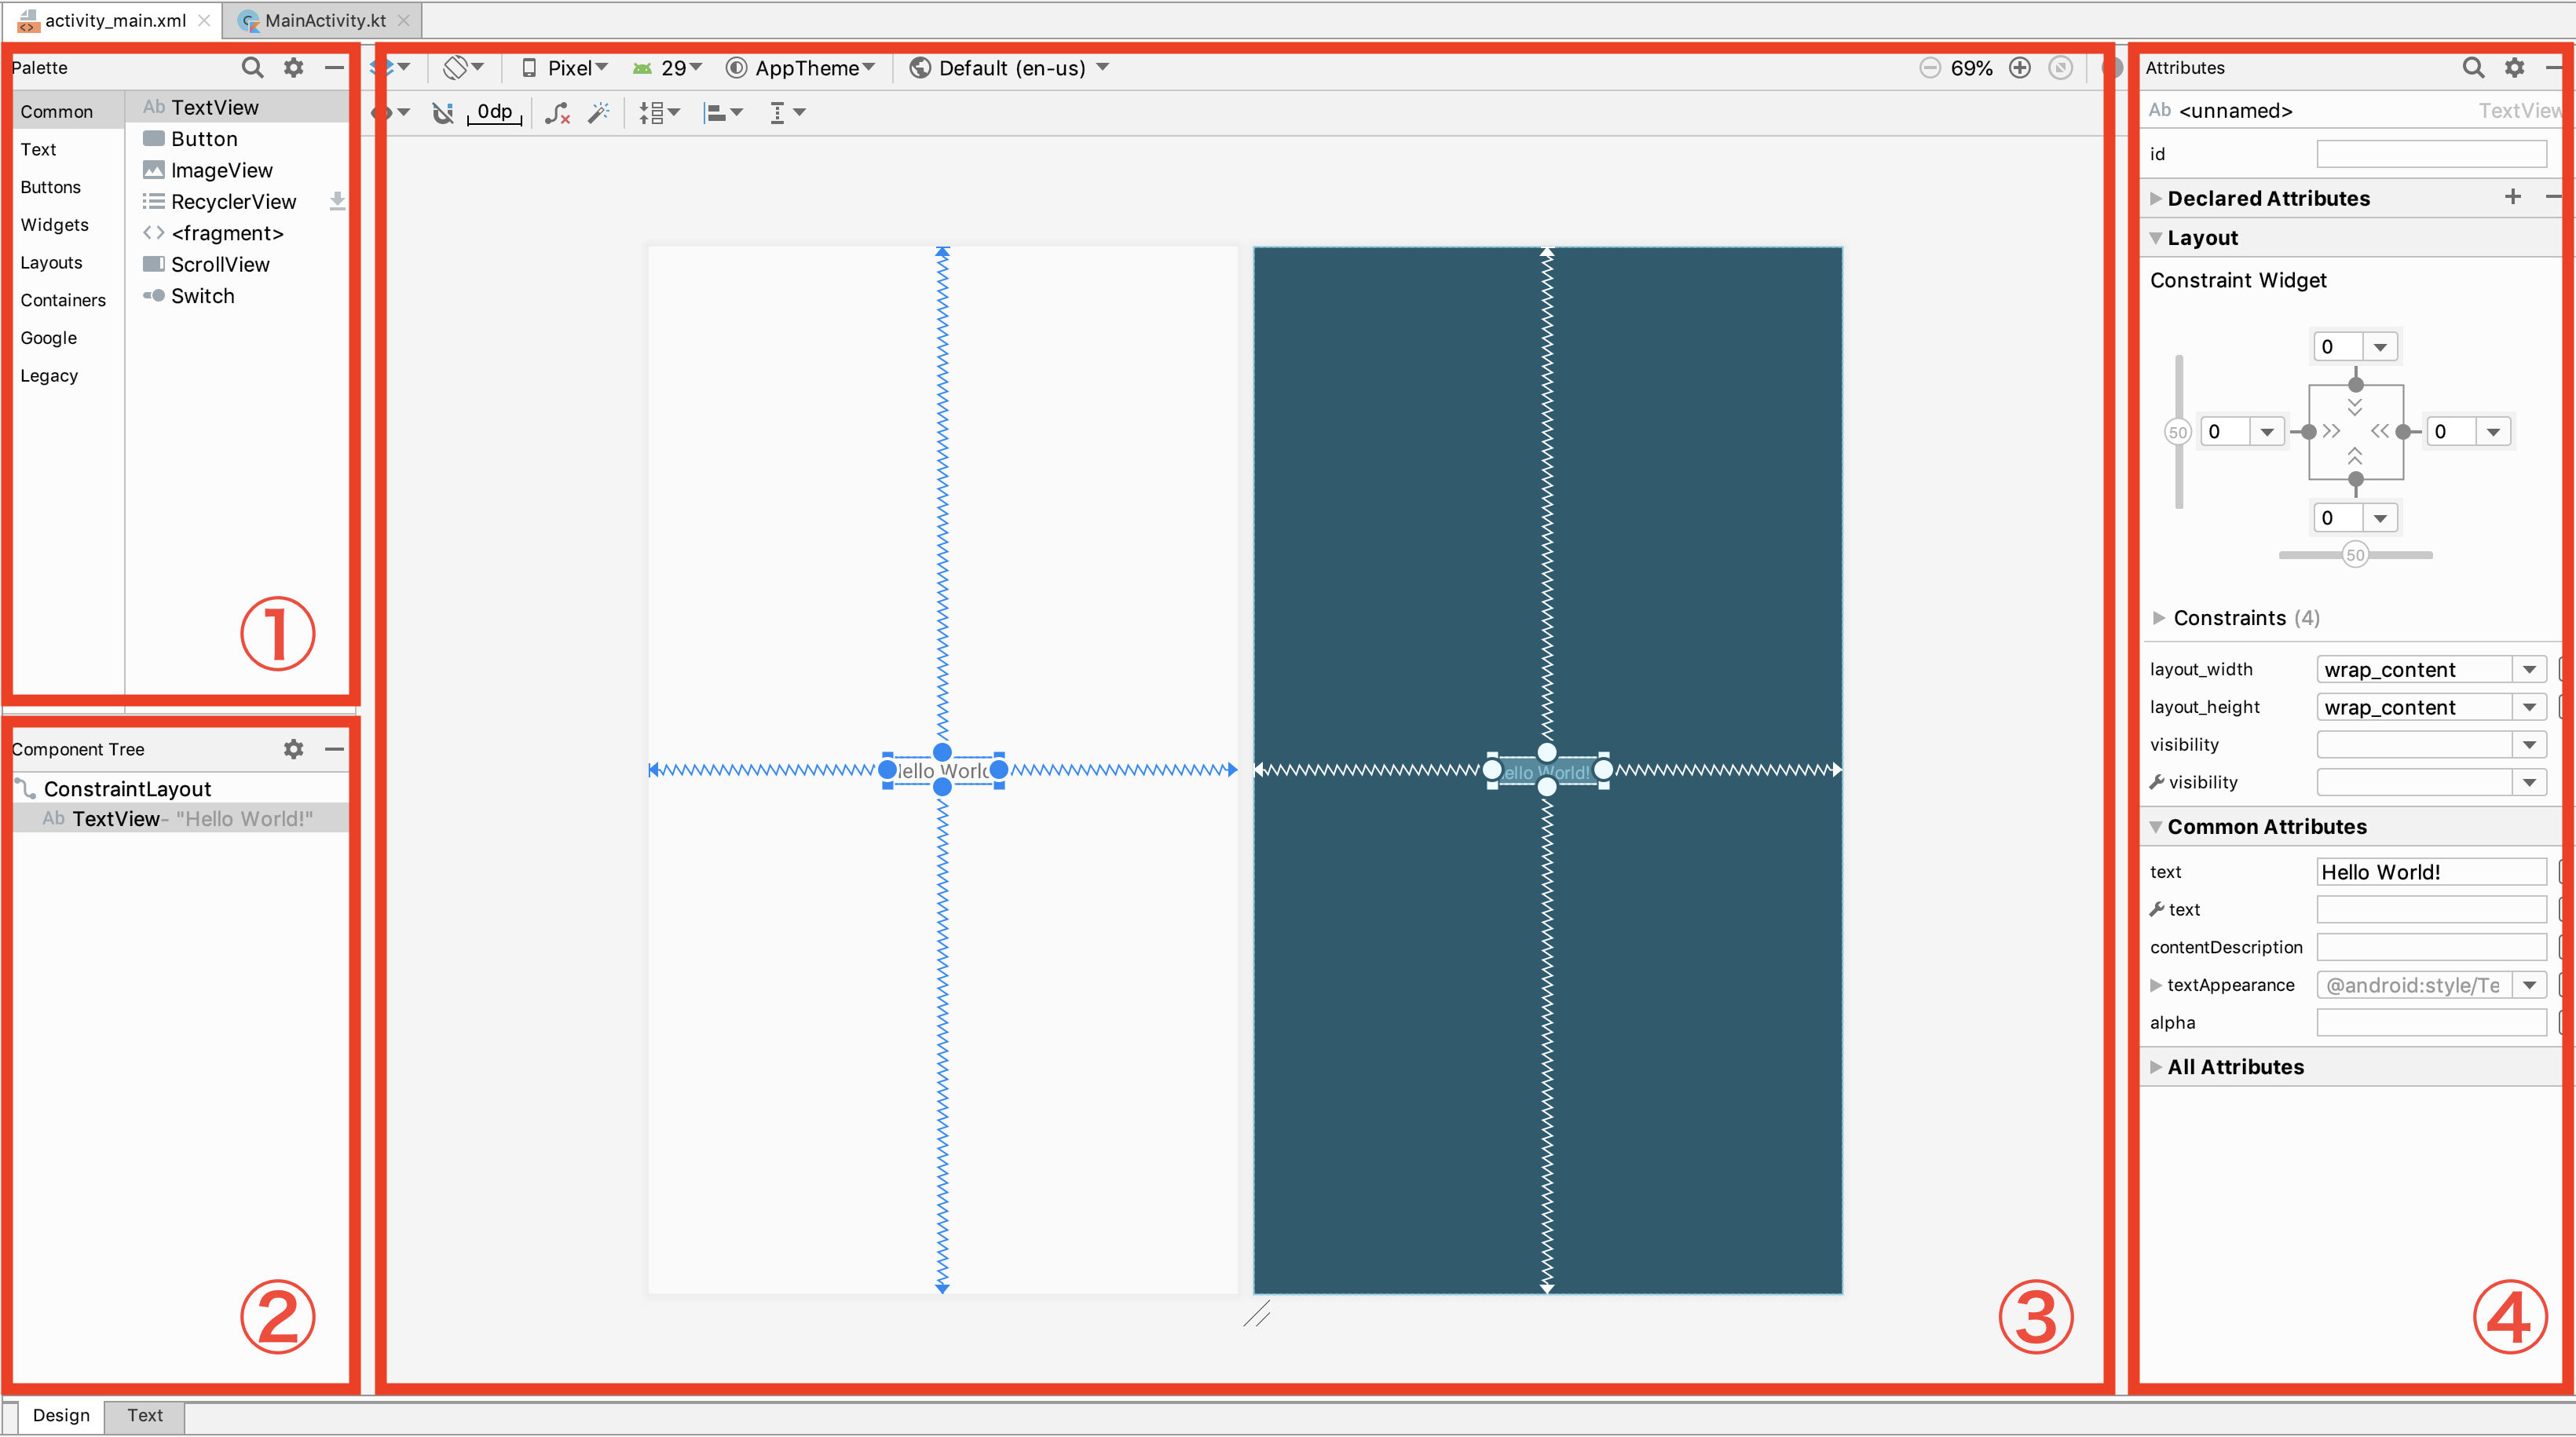 activity_main.xml
MainActivity.kt
Palette
Common
Text
Buttons
Widgets
Layouts
Containers
Google
Legacy
Ab TextView
Button
ImageView
RecyclerView
<fragment>
ScrollView
Switch
①
Component Tree
ConstraintLayout
Ab TextView- "Hello World!"
②
Pixel 29 AppTheme Default (en-us) 69%
0dp
Hello World!
③
Attributes
Ab <unnamed> TextView
id
Declared Attributes
Layout
Constraint Widget
0
50 0 0
0
50
Constraints (4)
layout_width wrap_content
layout_height wrap_content
visibility
visibility
Common Attributes
text Hello World!
text
contentDescription
textAppearance @android:style/Te
alpha
All Attributes
④
Design Text